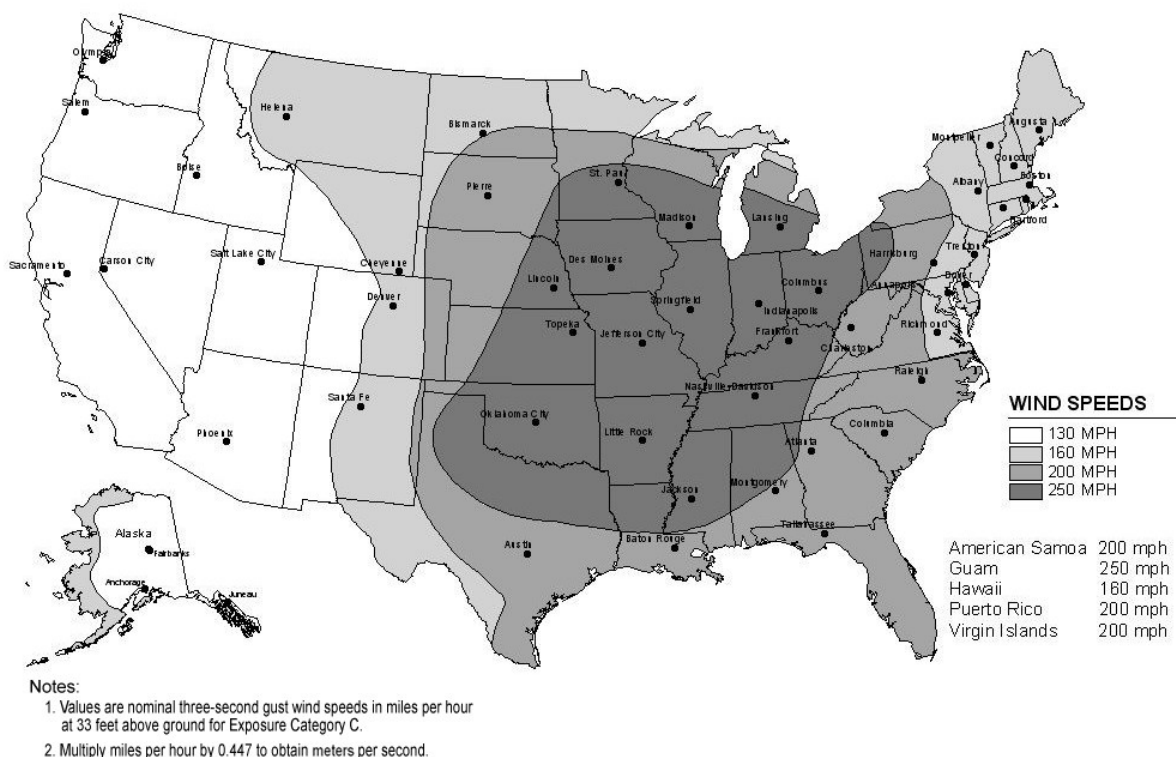 Olympia
Salem
Helena
Bismarck
Boise
Pierre
St. Paul
Montpelier
Augusta
Concord
Albany
Boston
Hartford
Madison
Lansing
Sacramento
Carson City
Salt Lake City
Cheyenne
Denver
Lincoln
Des Moines
Springfield
Indianapolis
Columbus
Harrisburg
Trenton
Dover
Annapolis
Topeka
Jefferson City
Frankfort
Charleston
Richmond
Santa Fe
Phoenix
Oklahoma City
Little Rock
Nashville-Davidson
Raleigh
Columbia
Atlanta
Jackson
Montgomery
Austin
Baton Rouge
Tallahassee
Alaska
Fairbanks
Anchorage
Juneau
WIND SPEEDS
130 MPH
160 MPH
200 MPH
250 MPH
American Samoa 200 mph
Guam 250 mph
Hawaii 160 mph
Puerto Rico 200 mph
Virgin Islands 200 mph
Notes:
1. Values are nominal three-second gust wind speeds in miles per hour
at 33 feet above ground for Exposure Category C.
2. Multiply miles per hour by 0.447 to obtain meters per second.